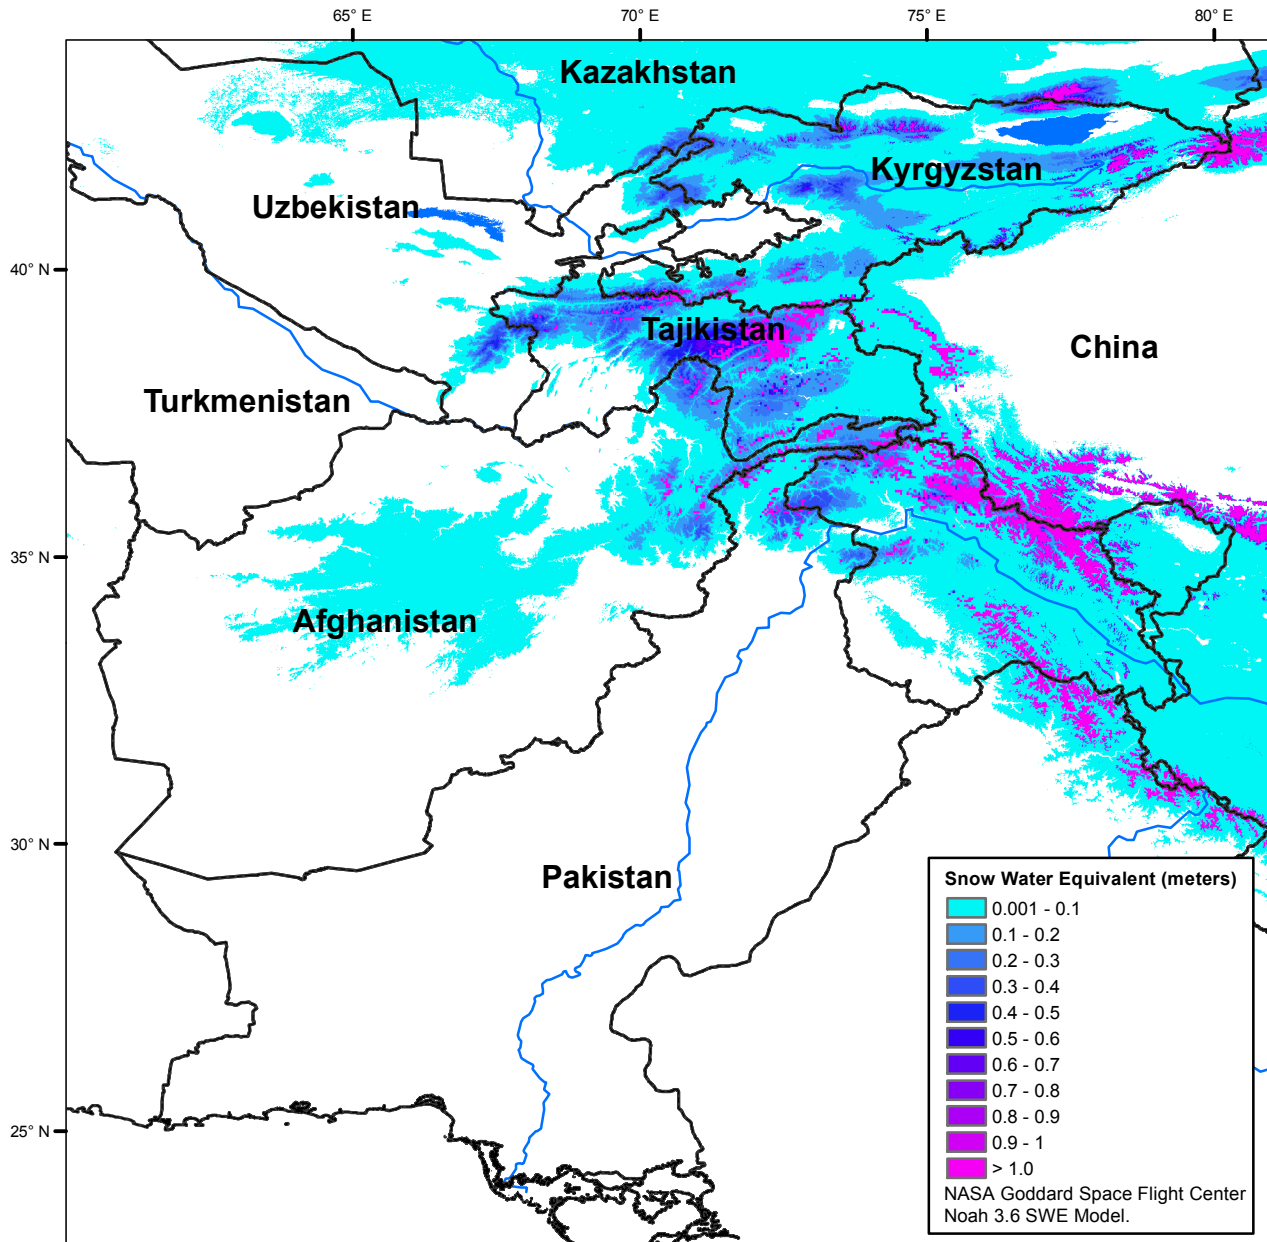 65° E
70° E
75° E
80° E
Kazakhstan
Kyrgyzstan
Uzbekistan
40° N
Tajikistan
China
Turkmenistan
35° N
Afghanistan
30° N
Pakistan
25° N
Snow Water Equivalent (meters)
0.001 - 0.1
0.1 - 0.2
0.2 - 0.3
0.3 - 0.4
0.4 - 0.5
0.5 - 0.6
0.6 - 0.7
0.7 - 0.8
0.8 - 0.9
0.9 - 1
> 1.0
NASA Goddard Space Flight Center
Noah 3.6 SWE Model.